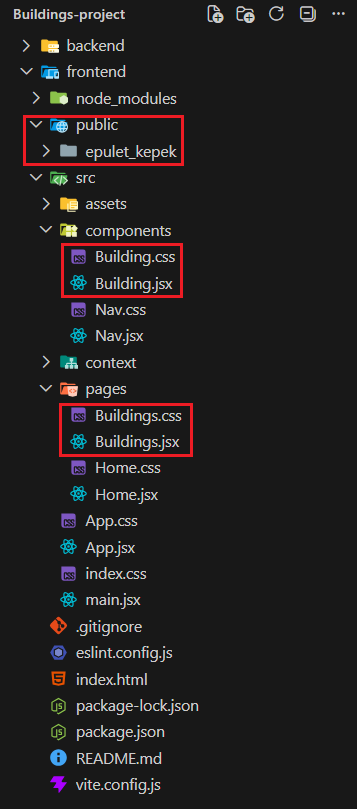 Buildings-project
backend
frontend
node_modules
public
epulet_kepek
src
assets
components
Building.css
Building.jsx
Nav.css
Nav.jsx
context
pages
Buildings.css
Buildings.jsx
Home.css
Home.jsx
App.css
App.jsx
index.css
main.jsx
.gitignore
eslint.config.js
index.html
package-lock.json
package.json
README.md
vite.config.js